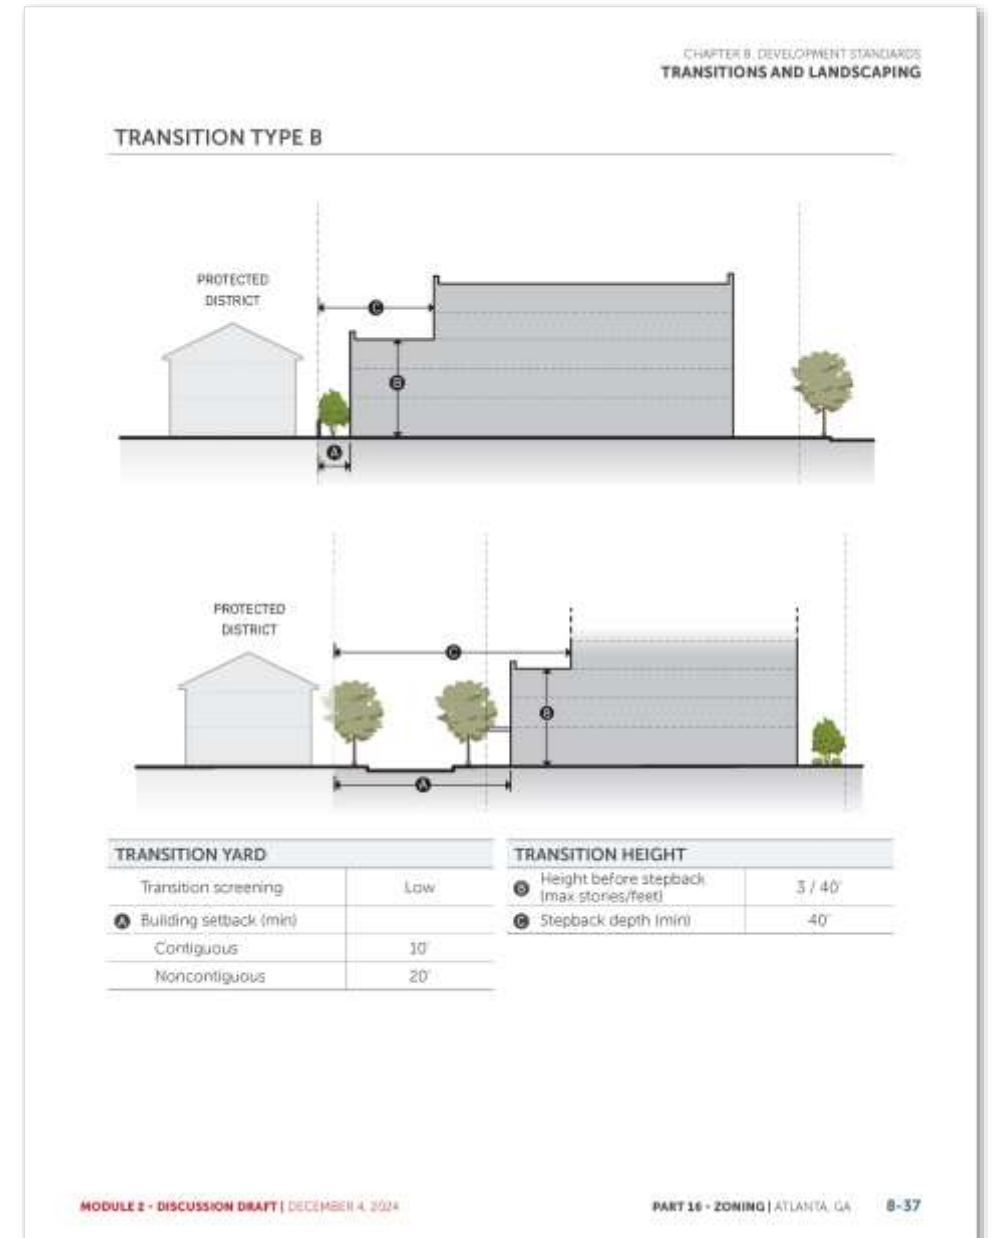 CHAPTER 8. DEVELOPMENT STANDARDS
TRANSITIONS AND LANDSCAPING
TRANSITION TYPE B
PROTECTED
DISTRICT
C
B
A
PROTECTED
DISTRICT
C
B
A
TRANSITION YARD
Transition screening Low
A Building setback (min)
Contiguous 10'
Noncontiguous 20'
TRANSITION HEIGHT
B Height before stepback
(max stories/feet) 3 / 40'
C Stepback depth (min) 40'
MODULE 2 - DISCUSSION DRAFT | DECEMBER 4, 2024
PART 16 - ZONING | ATLANTA, GA 8-37